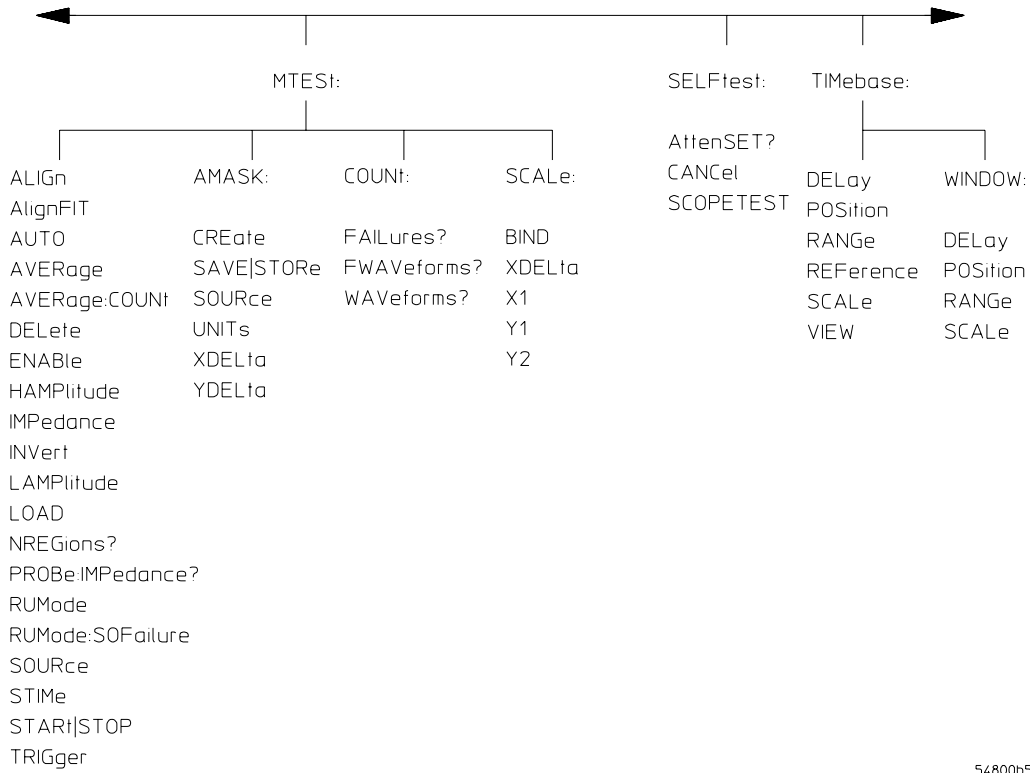 MTESt:
SELFtest:
TIMebase:
ALIGn
AlignFIT
AUTO
AVERage
AVERage:COUNt
DELete
ENABle
HAMPlitude
IMPedance
INVert
LAMPlitude
LOAD
NREGions?
PROBe:IMPedance?
RUMode
RUMode:SOFailure
SOURce
STIMe
STARt|STOP
TRIGger
AMASK:
CREate
SAVE|STORe
SOURce
UNITs
XDELta
YDELta
COUNt:
FAILures?
FWAVeforms?
WAVeforms?
SCALe:
BIND
XDELta
X1
Y1
Y2
AttenSET?
CANCel
SCOPETEST
DELay
POSition
RANGe
REFerence
SCALe
VIEW
WINDOW:
DELay
POSition
RANGe
SCALe
54800b5